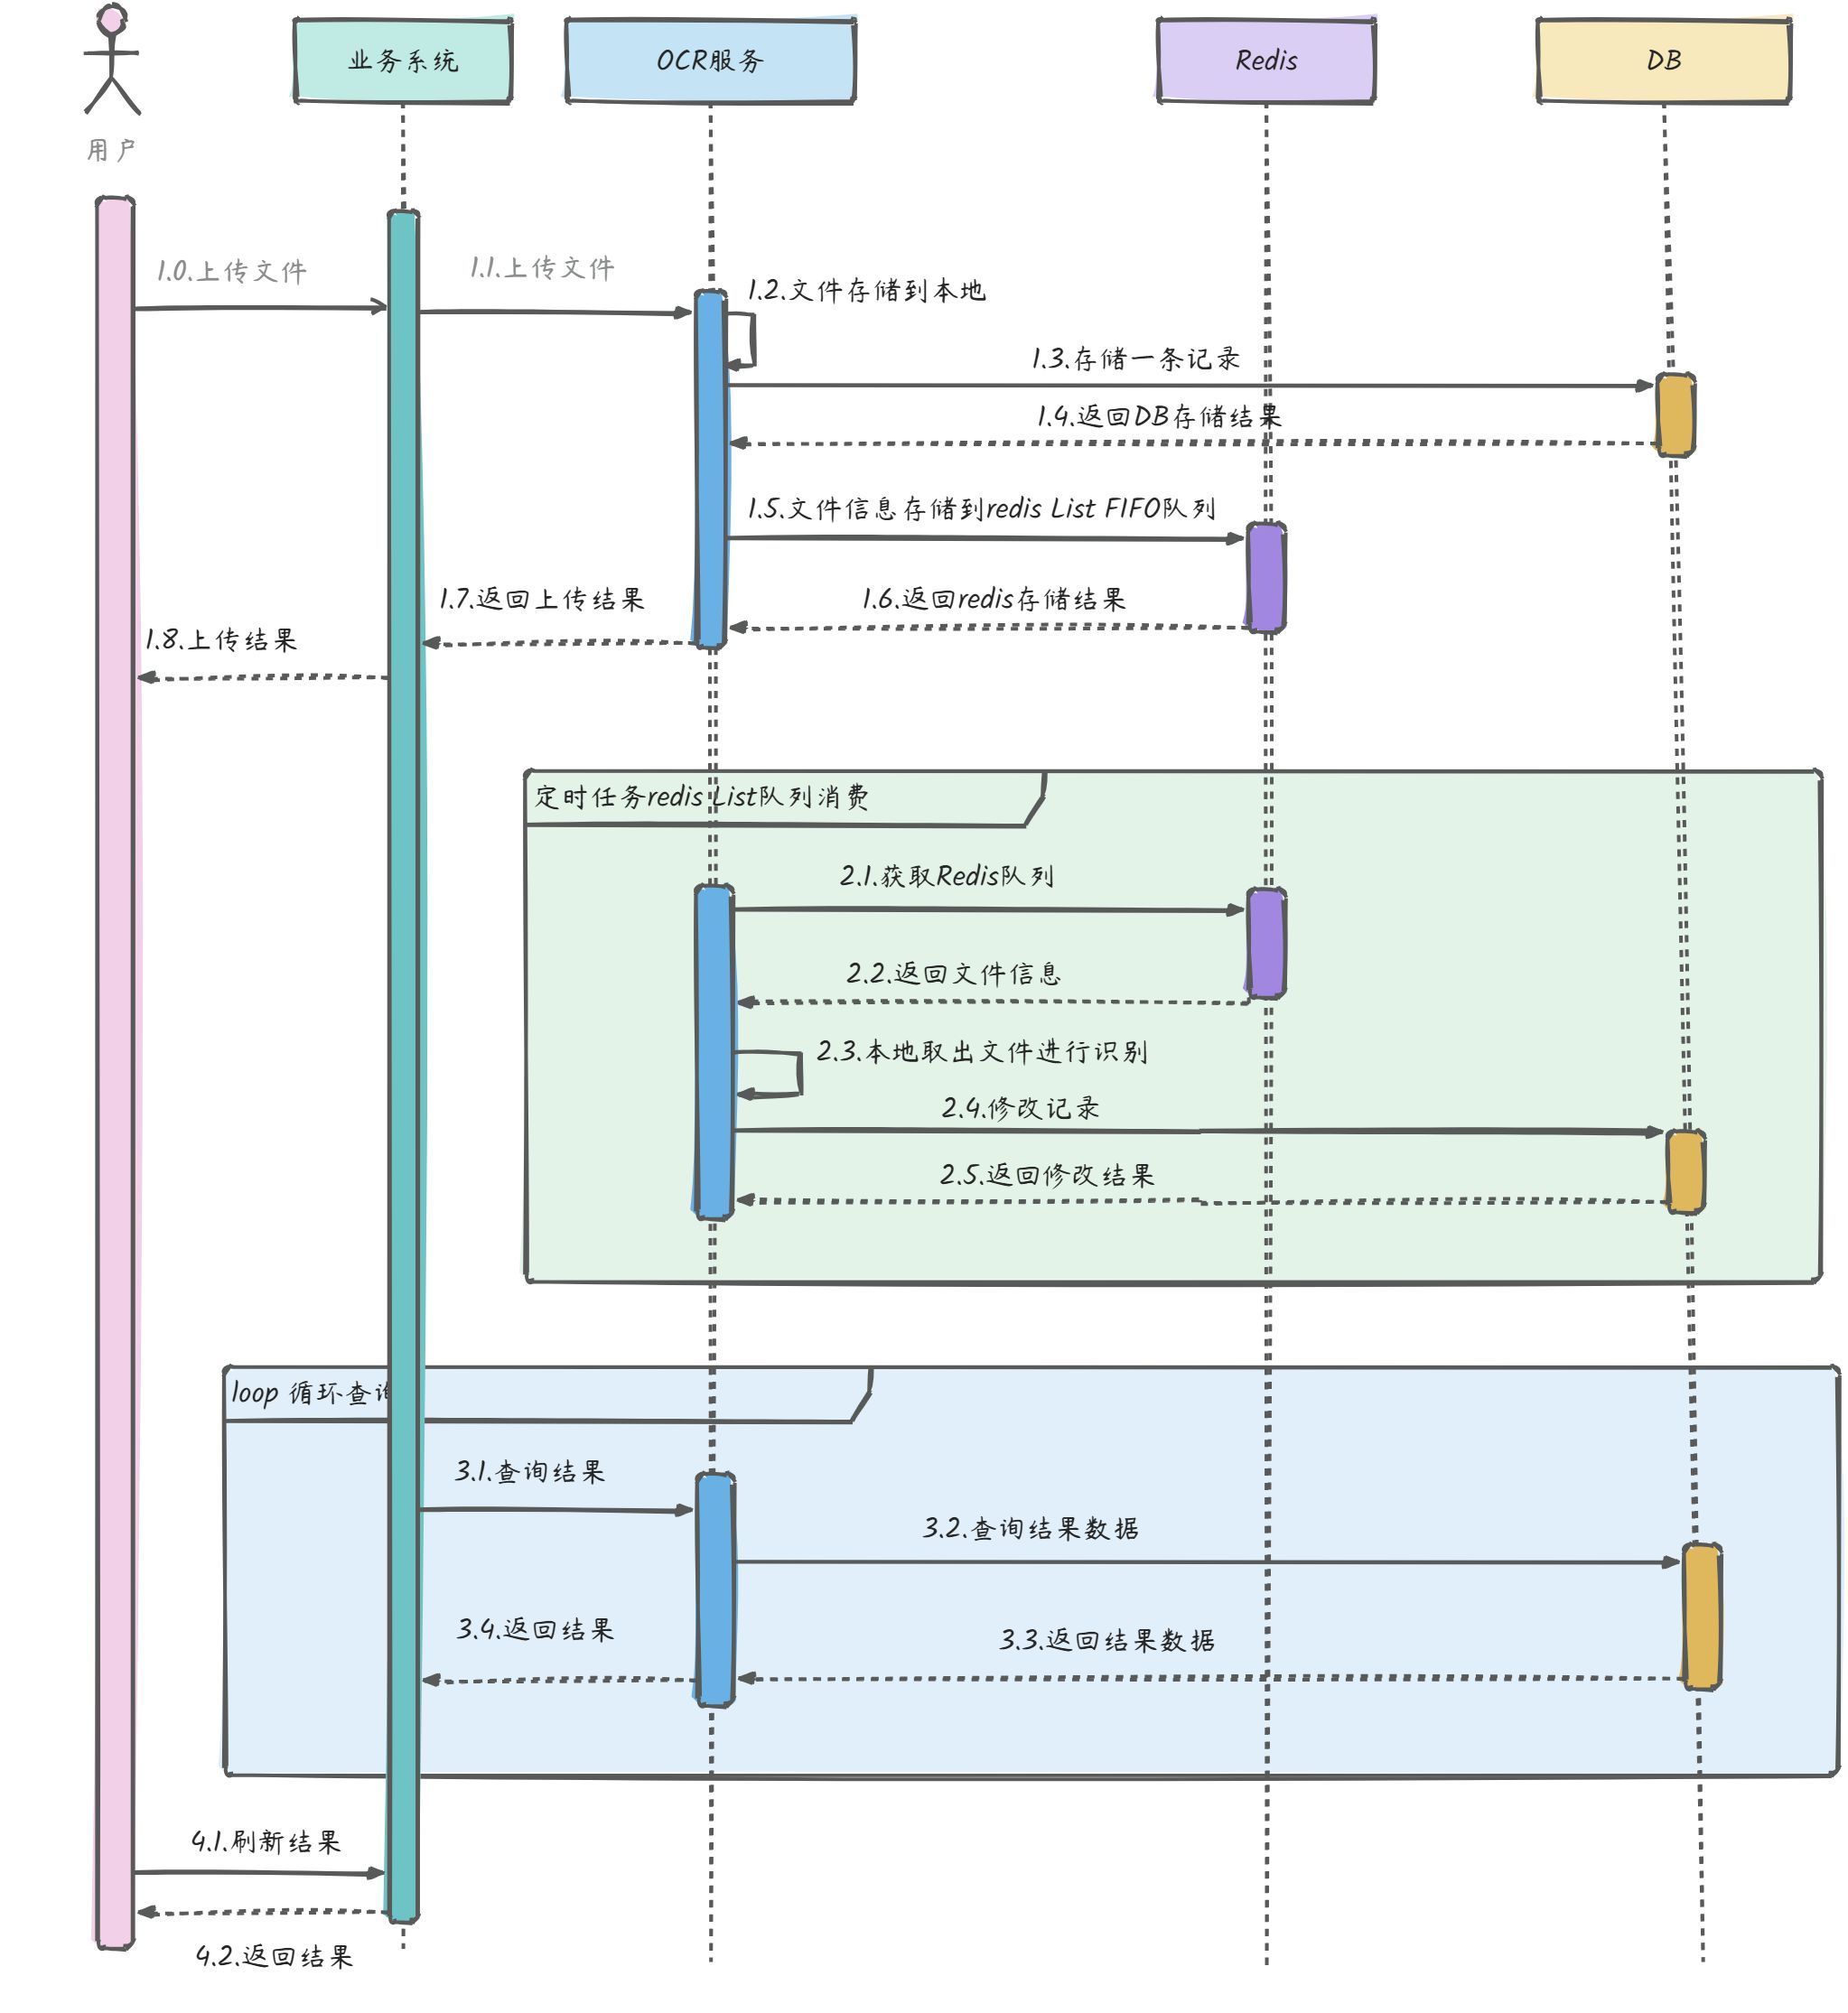 业务系统
OCR服务
Redis
DB
用户
1.0.上传文件
1.1.上传文件
1.2.文件存储到本地
1.3.存储一条记录
1.4.返回DB存储结果
1.5.文件信息存储到redis List FIFO队列
1.6.返回redis存储结果
1.7.返回上传结果
1.8.上传结果
定时任务redis List队列消费
2.1.获取Redis队列
2.2.返回文件信息
2.3.本地取出文件进行识别
2.4.修改记录
2.5.返回修改结果
loop 循环查询
3.1.查询结果
3.2.查询结果数据
3.3.返回结果数据
3.4.返回结果
4.1.刷新结果
4.2.返回结果